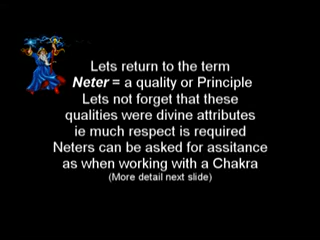 Lets return to the term
Neter = a quality or Principle
Lets not forget that these
qualities were divine attributes
ie much respect is required
Neters can be asked for assitance
as when working with a Chakra
(More detail next slide)